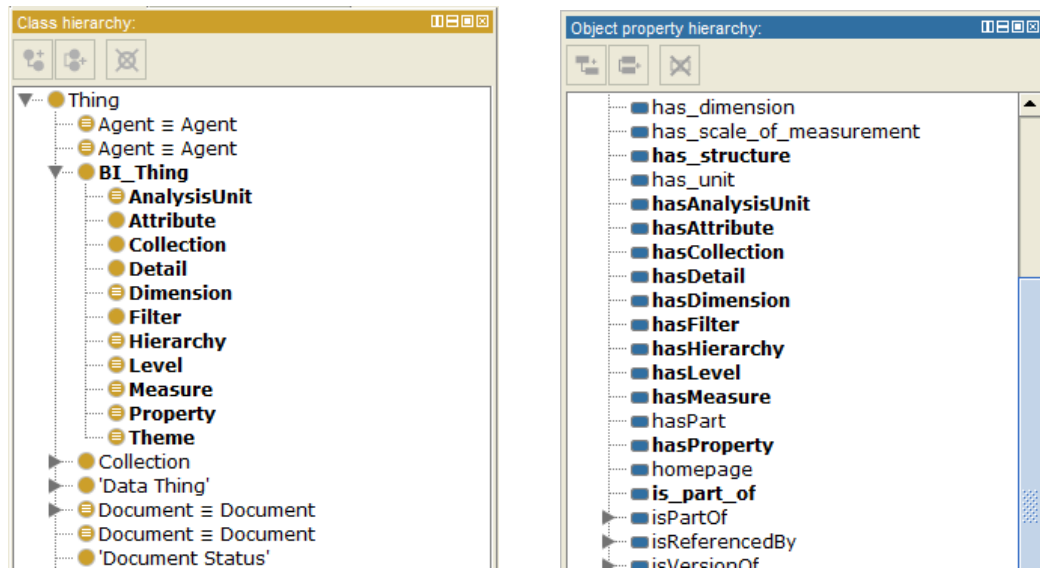 Class hierarchy:
Thing
Agent ≡ Agent
Agent ≡ Agent
BI_Thing
AnalysisUnit
Attribute
Collection
Detail
Dimension
Filter
Hierarchy
Level
Measure
Property
Theme
Collection
'Data Thing'
Document ≡ Document
Document ≡ Document
'Document Status'
Object property hierarchy:
has_dimension
has_scale_of_measurement
has_structure
has_unit
hasAnalysisUnit
hasAttribute
hasCollection
hasDetail
hasDimension
hasFilter
hasHierarchy
hasLevel
hasMeasure
hasPart
hasProperty
homepage
is_part_of
isPartOf
isReferencedBy
isVersionOf